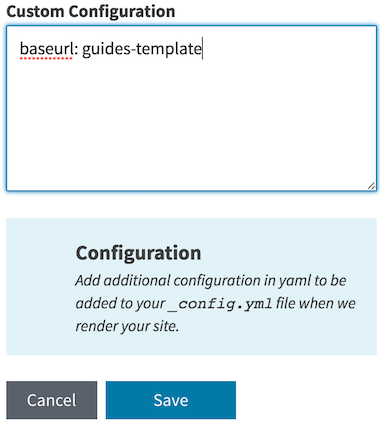 Custom Configuration
baseurl: guides-template
Configuration
Add additional configuration in yaml to be
added to your _config.yml file when we
render your site.
Cancel
Save